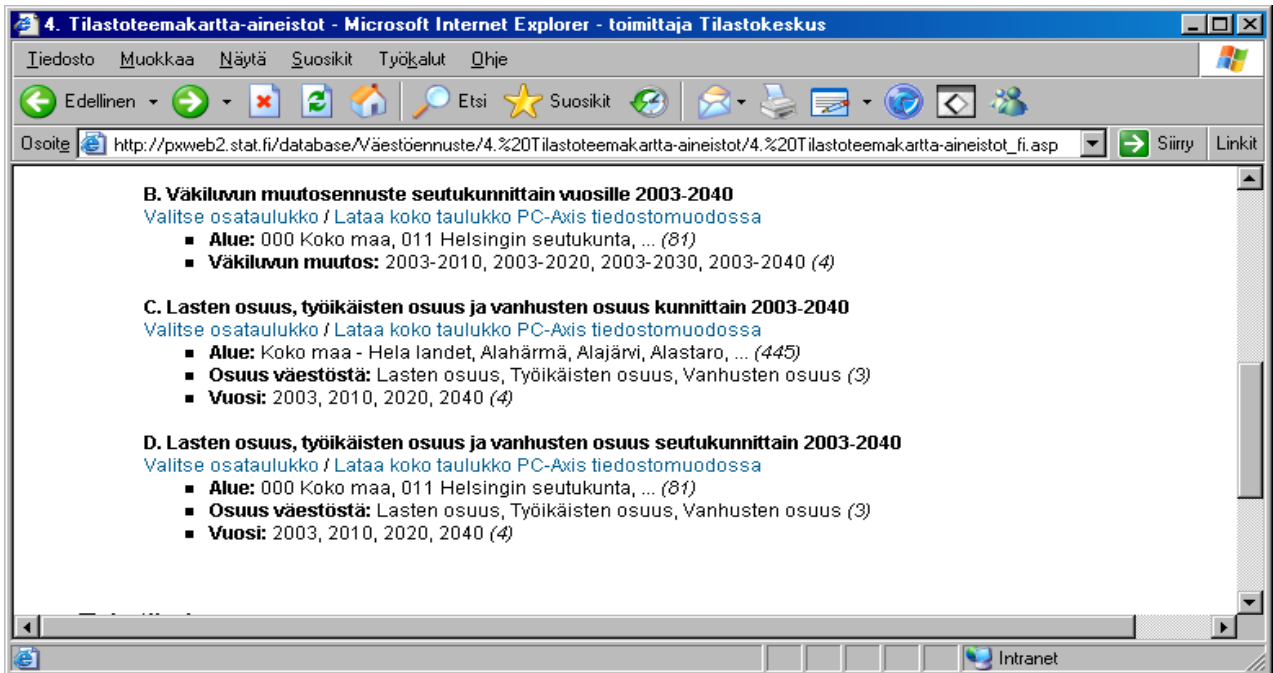 4. Tilastoteemakartta-aineistot - Microsoft Internet Explorer - toimittaja Tilastokeskus
Tiedosto Muokkaa Näytä Suosikit Työkalut Ohje
Edellinen Etsi Suosikit
Osoite http://pxweb2.stat.fi/database/Väestöennuste/4.%20Tilastoteemakartta-aineistot/4.%20Tilastoteemakartta-aineistot_fi.asp Siirry Linkit
B. Väkiluvun muutosennuste seutukunnittain vuosille 2003-2040
Valitse osataulukko / Lataa koko taulukko PC-Axis tiedostomuodossa
▪ Alue: 000 Koko maa, 011 Helsingin seutukunta, ... (81)
▪ Väkiluvun muutos: 2003-2010, 2003-2020, 2003-2030, 2003-2040 (4)
C. Lasten osuus, työikäisten osuus ja vanhusten osuus kunnittain 2003-2040
Valitse osataulukko / Lataa koko taulukko PC-Axis tiedostomuodossa
▪ Alue: Koko maa - Hela landet, Alahärmä, Alajärvi, Alastaro, ... (445)
▪ Osuus väestöstä: Lasten osuus, Työikäisten osuus, Vanhusten osuus (3)
▪ Vuosi: 2003, 2010, 2020, 2040 (4)
D. Lasten osuus, työikäisten osuus ja vanhusten osuus seutukunnittain 2003-2040
Valitse osataulukko / Lataa koko taulukko PC-Axis tiedostomuodossa
▪ Alue: 000 Koko maa, 011 Helsingin seutukunta, ... (81)
▪ Osuus väestöstä: Lasten osuus, Työikäisten osuus, Vanhusten osuus (3)
▪ Vuosi: 2003, 2010, 2020, 2040 (4)
Intranet